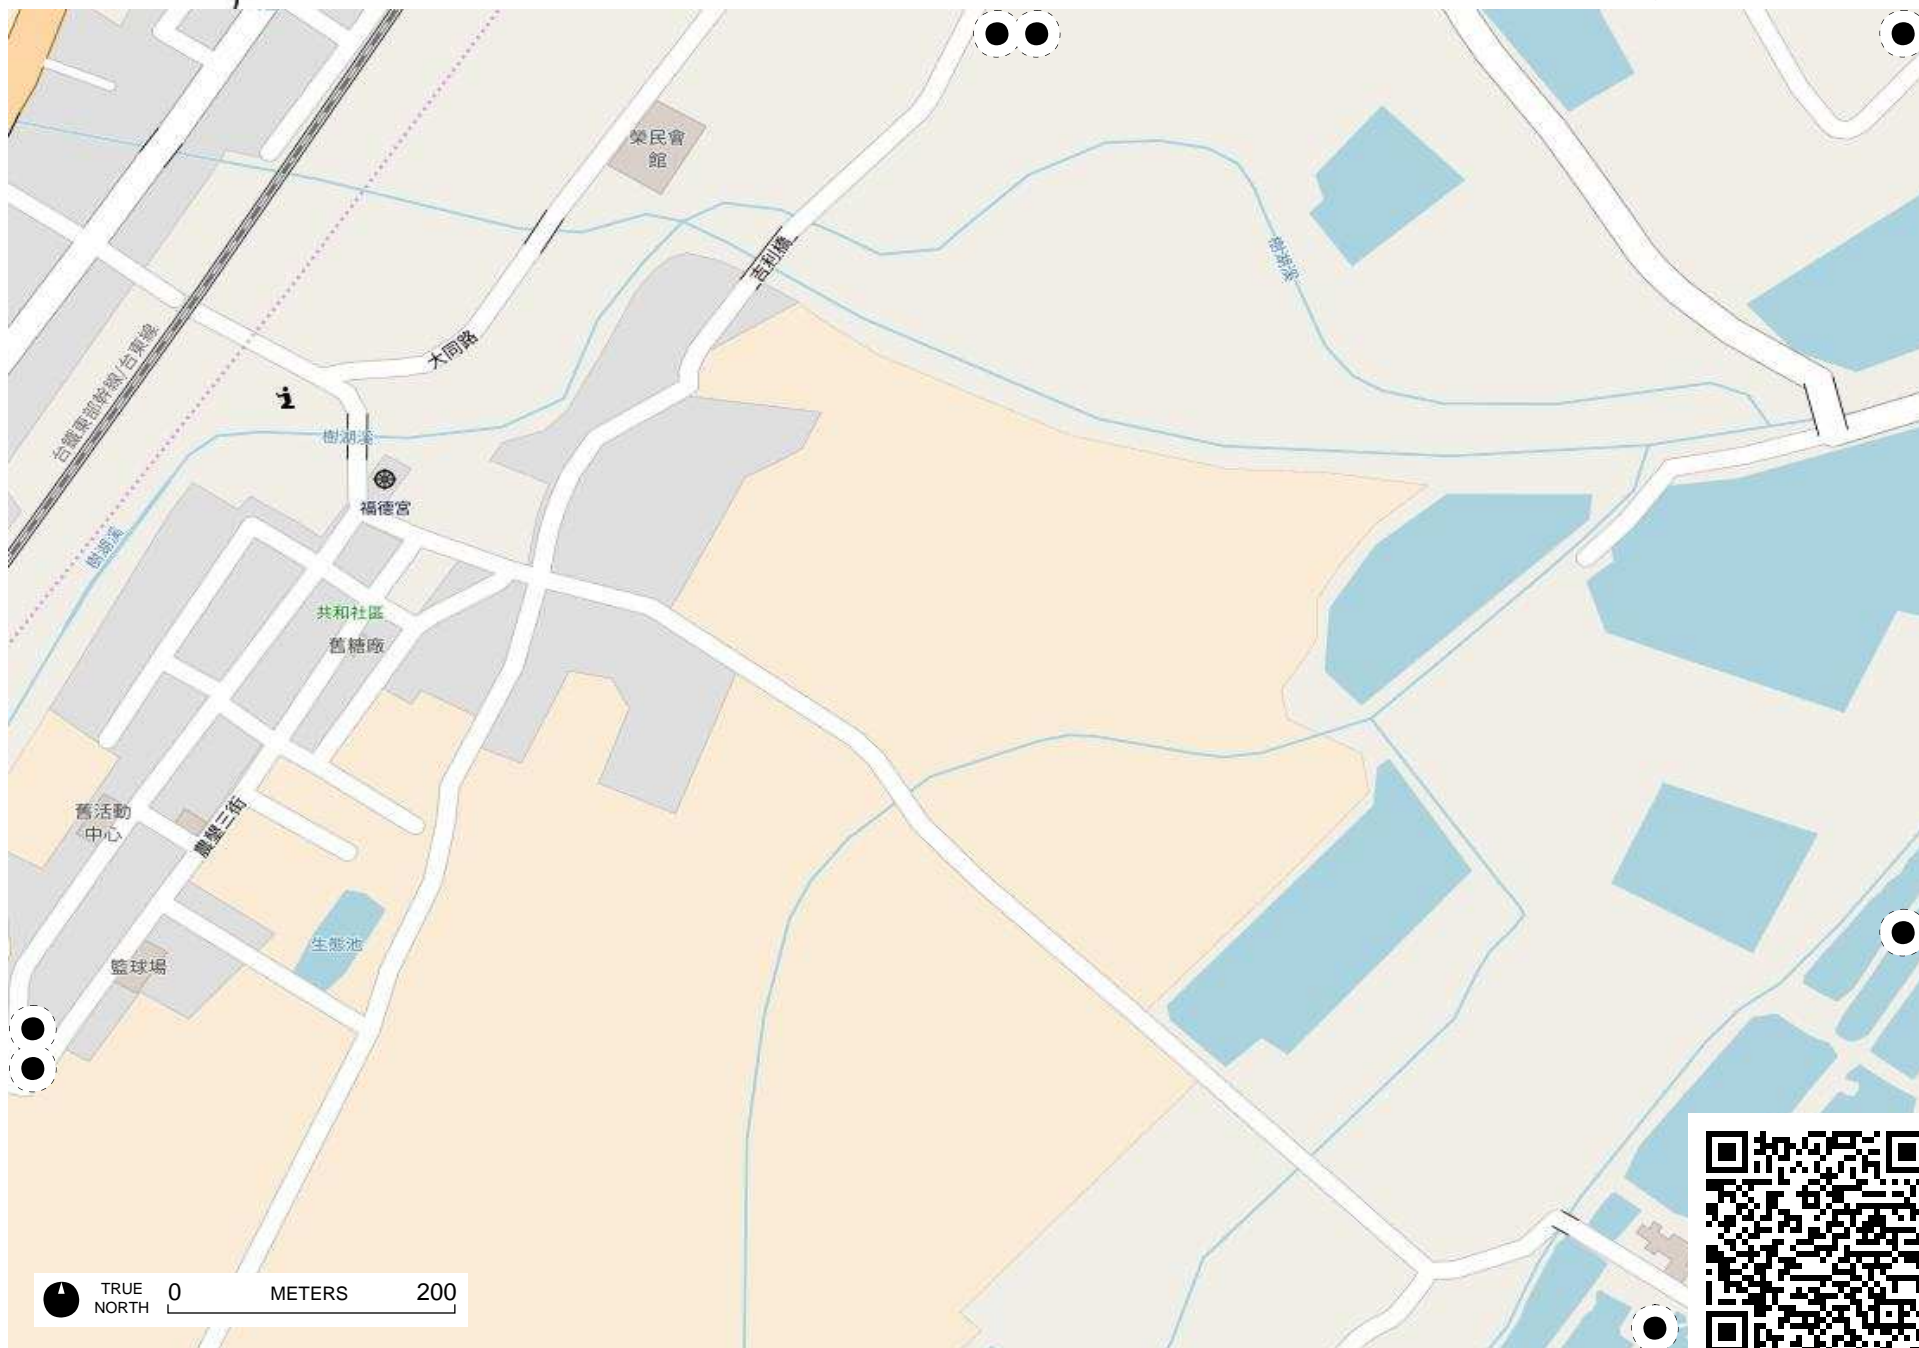 榮民會
館
吉利橋
樹湖溪
大同路
台鐵東部幹線/台東線
樹湖溪
福德宮
樹湖溪
共和社區
舊糖廠
舊活動
中心
農墾三街
生態池
籃球場
TRUE
NORTH
0 METERS 200